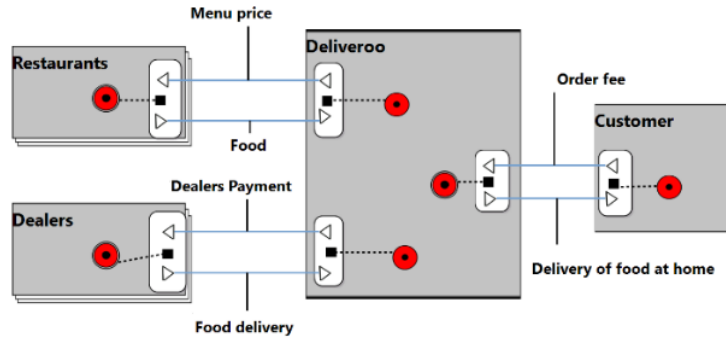 Menu price
Restaurants
Deliveroo
Order fee
Customer
Food
Dealers Payment
Dealers
Delivery of food at home
Food delivery